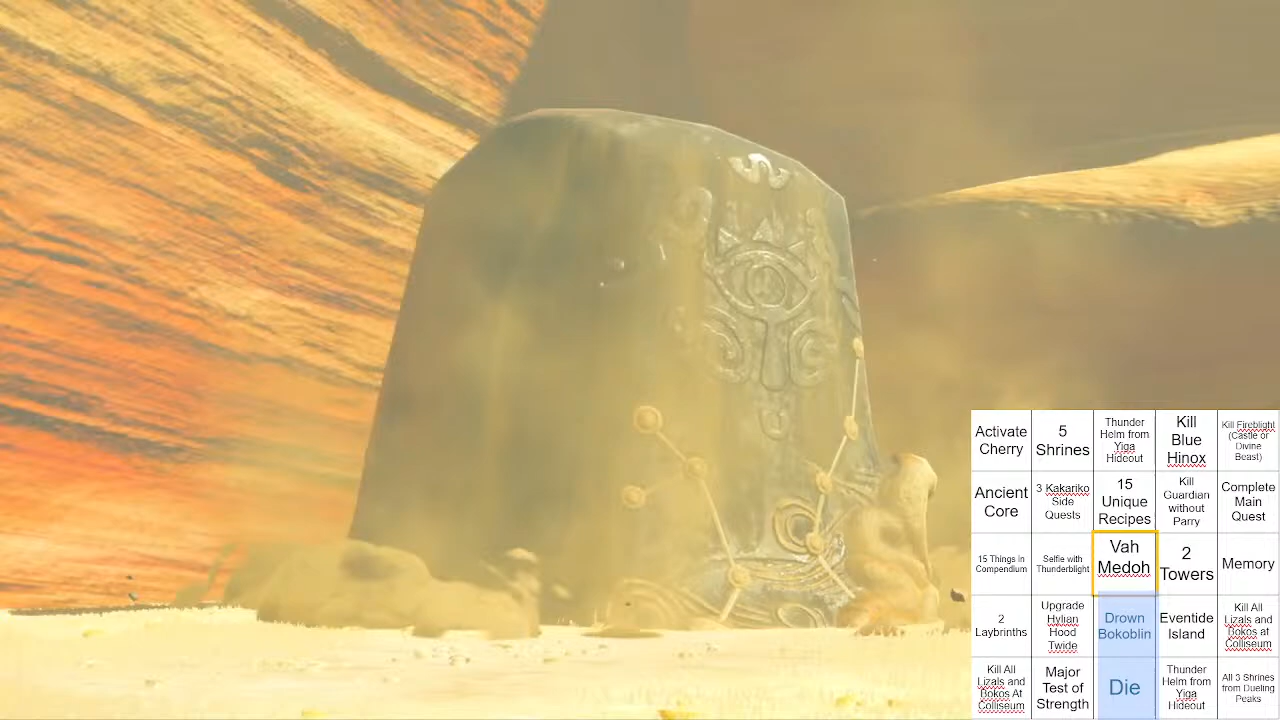 Activate
Cherry
5
Shrines
Thunder
Helm from
Yiga
Hideout
Kill
Blue
Hinox
Kill Fireblight
(Castle or
Divine
Beast)
Ancient
Core
3 Kakariko
Side
Quests
15
Unique
Recipes
Kill
Guardian
without
Parry
Complete
Main
Quest
15 Things In
Compendium
Selfie with
Thunderblight
Vah
Medoh
2
Towers
Memory
2
Laybrinths
Upgrade
Hylian
Hood
Twide
Drown
Bokoblin
Eventide
Island
Kill All
Lizals and
Bokos at
Colliseum
Kill All
Lizals and
Bokos At
Colliseum
Major
Test of
Strength
Die
Thunder
Helm from
Yiga
Hideout
All 3 Shrines
from Dueling
Peaks